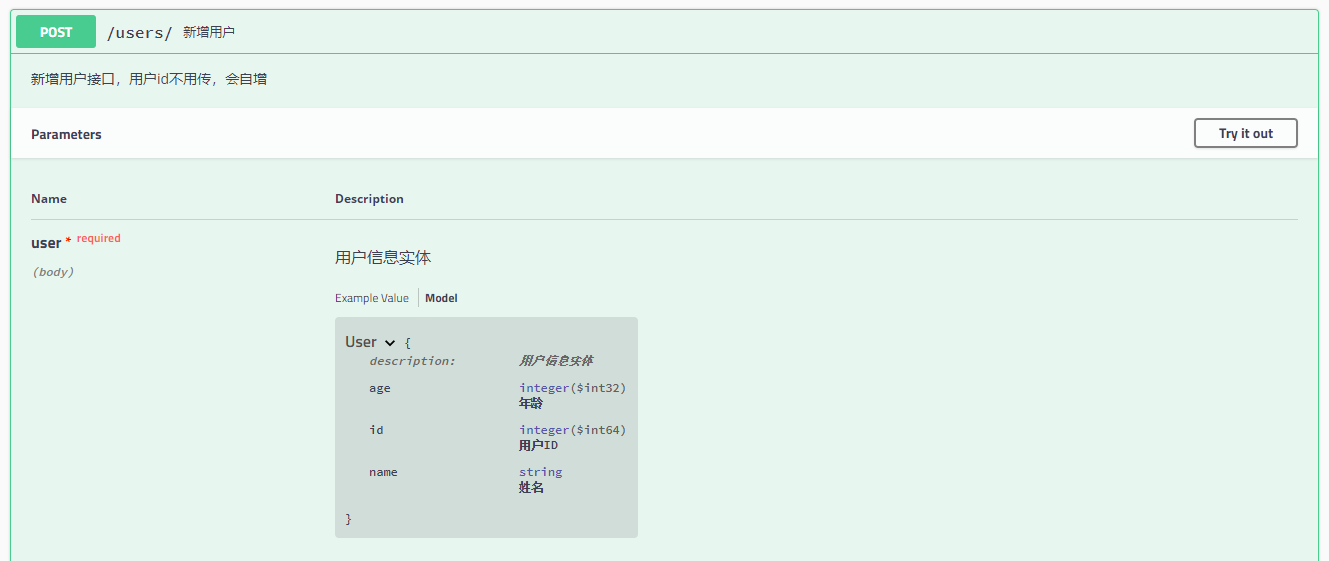 POST /users/ 新增用户
新增用户接口，用户id不用传，会自增
Parameters Try it out
Name Description
user * required
(body)
用户信息实体
Example Value Model
User {
description: 用户信息实体
age integer($int32)
年龄
id integer($int64)
用户ID
name string
姓名
}